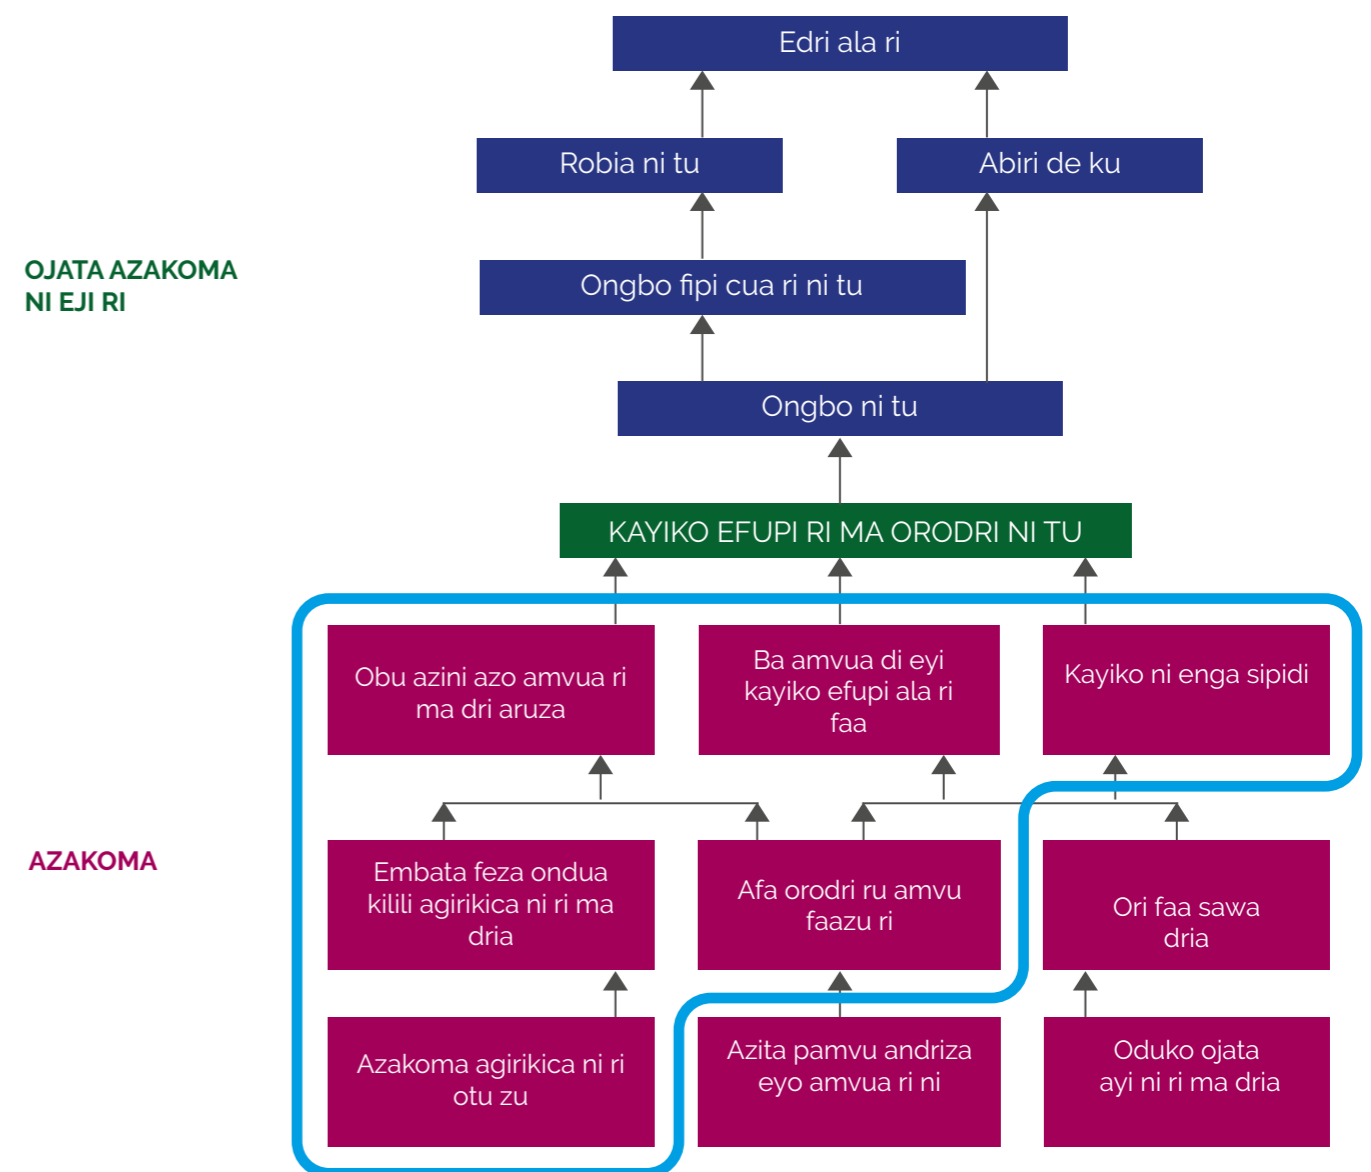 Edri ala ri
Robia ni tu
Abiri de ku
OJATA AZAKOMA
NI EJI RI
Ongbo fipi cua ri ni tu
Ongbo ni tu
KAYIKO EFUPI RI MA ORODRI NI TU
Obu azini azo amvua ri
ma dri aruza
Ba amvua di eyi
kayiko efupi ala ri
faa
Kayiko ni enga sipidi
AZAKOMA
Embata feza ondua
kilili agirikica ni ri ma
dria
Afa orodri ru amvu
faazu ri
Ori faa sawa
dria
Azakoma agirikica ni ri
otu zu
Azita pamvu andriza
eyo amvua ri ni
Oduko ojata
ayi ni ri ma dria